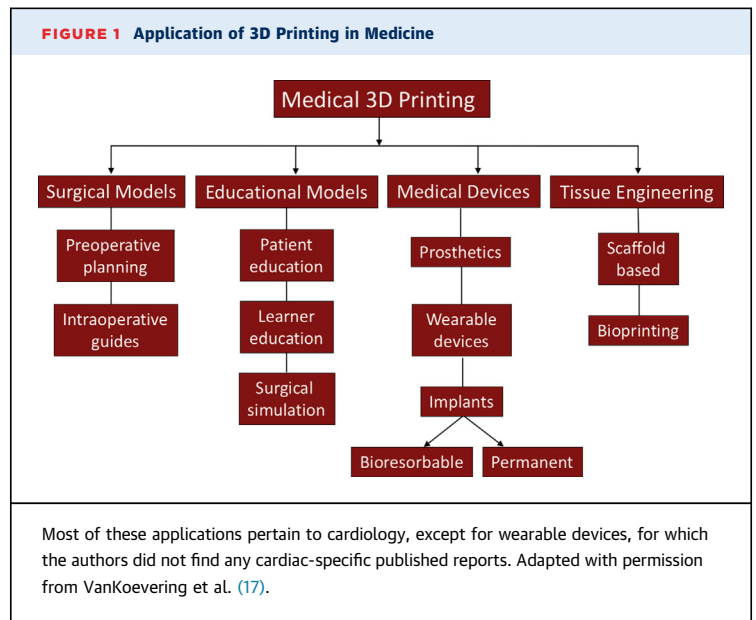 FIGURE 1 Application of 3D Printing in Medicine
Medical 3D Printing
Surgical Models
Educational Models
Medical Devices
Tissue Engineering
Preoperative
planning
Intraoperative
guides
Patient
education
Learner
education
Surgical
simulation
Prosthetics
Wearable
devices
Implants
Bioresorbable
Permanent
Scaffold
based
Bioprinting
Most of these applications pertain to cardiology, except for wearable devices, for which
the authors did not find any cardiac-specific published reports. Adapted with permission
from VanKoevering et al. (17).